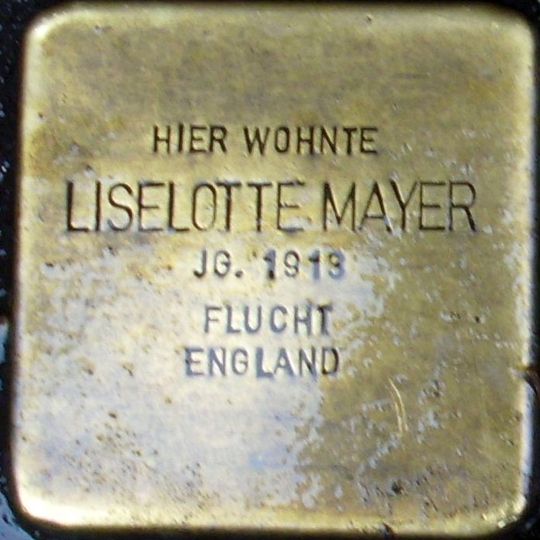 HIER WOHNTE
LISELOTTE MAYER
JG. 1913
FLUCHT
ENGLAND